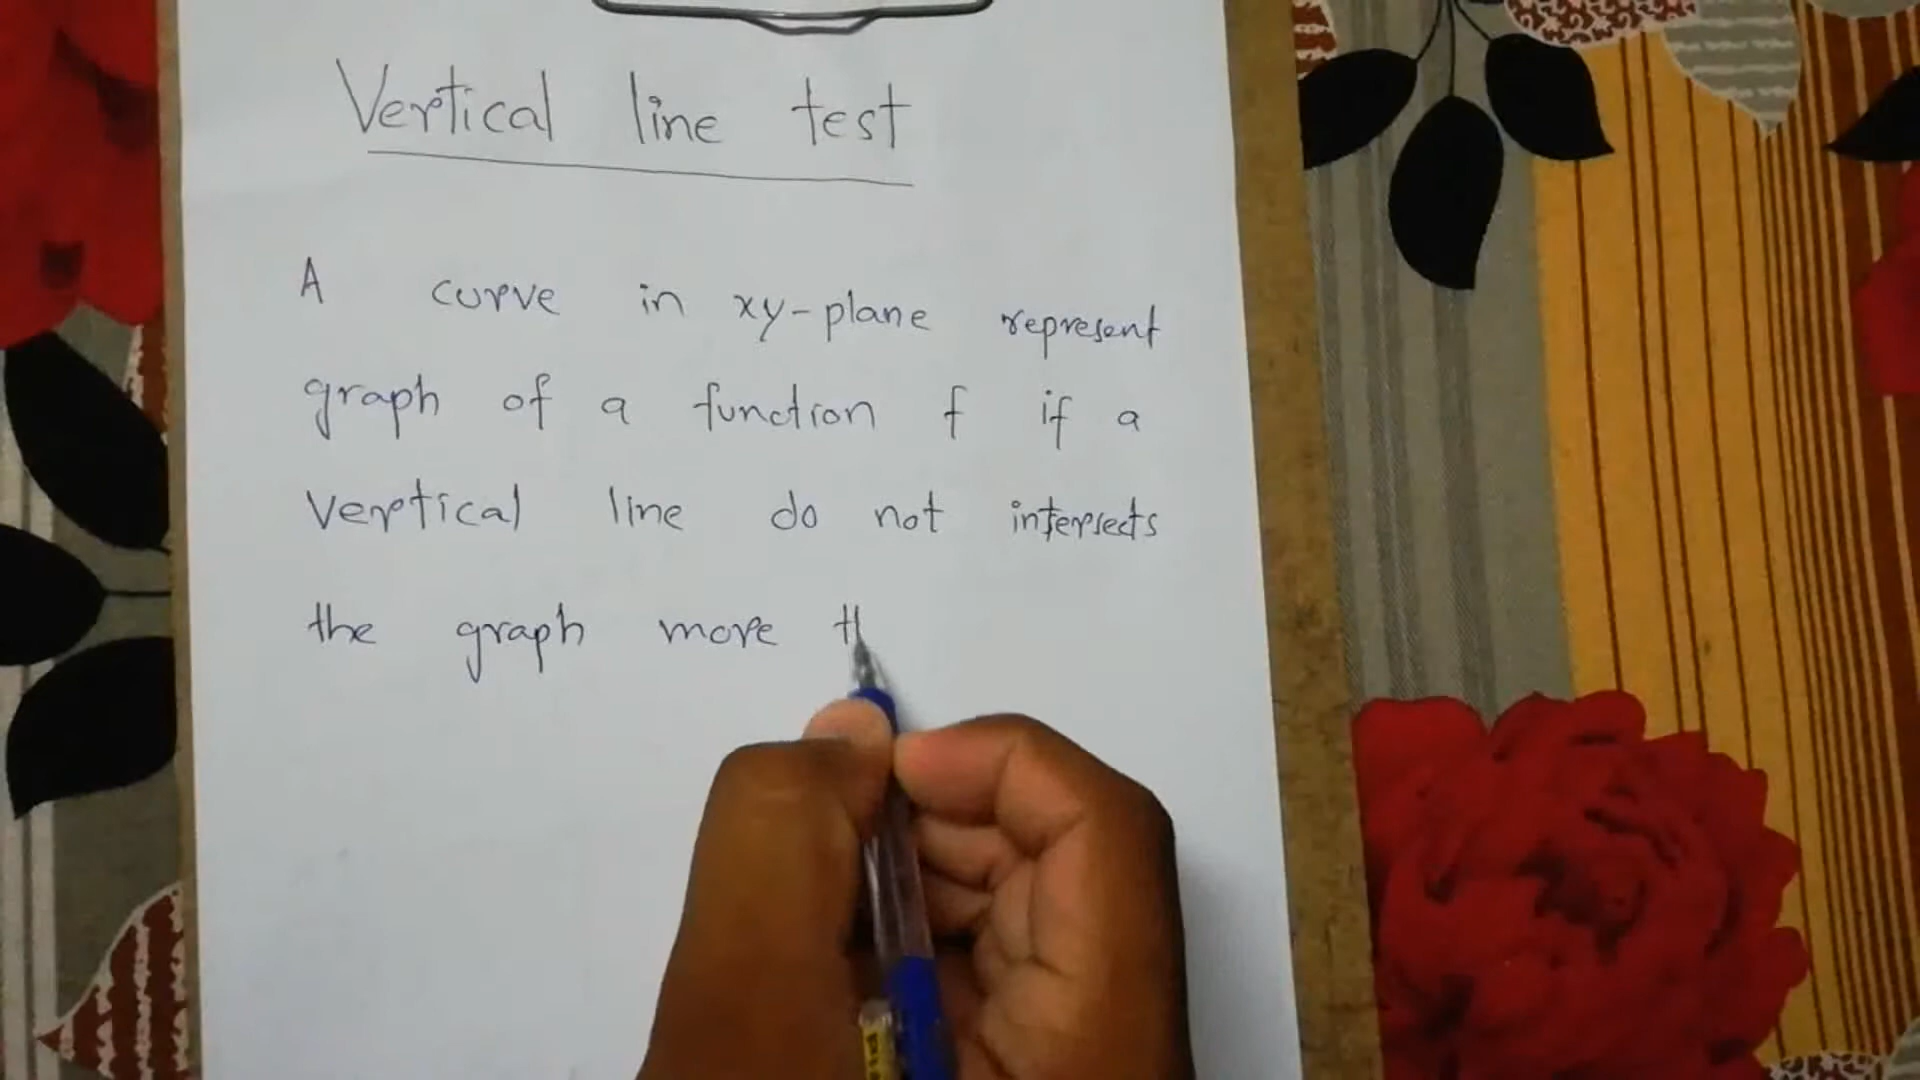 Vertical line test
A curve in xy-plane represent
graph of a function f if a
vertical line do not intersects
the graph more th